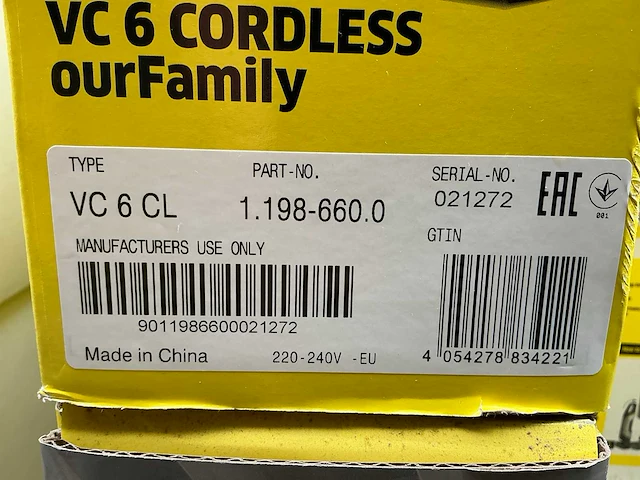 VC 6 CORDLESS
ourFamily
TYPE
PART-NO.
SERIAL-NO.
VC 6 CL
1.198-660.0
021272
EAC
001
MANUFACTURERS USE ONLY
GTIN
9011986600021272
4 054278 834221
Made in China
220-240V -EU